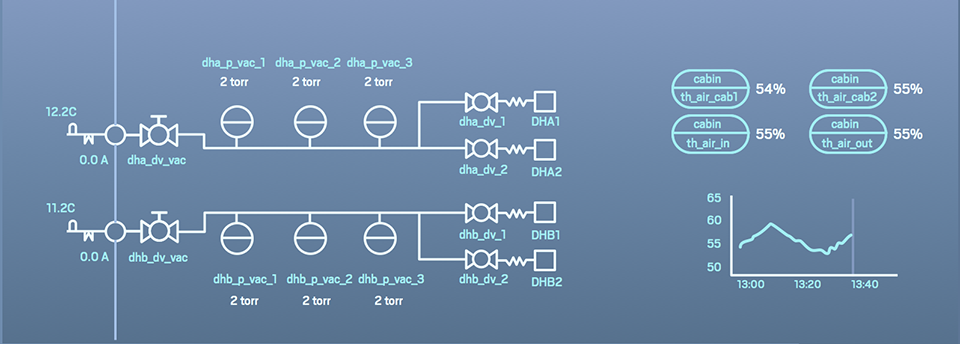 dha_p_vac_1 dha_p_vac_2 dha_p_vac_3
2 torr 2 torr 2 torr
12.2C
0.0 A
dha_dv_vac
dha_dv_1
DHA1
dha_dv_2
DHA2
11.2C
0.0 A
dhb_dv_vac
dhb_dv_1
DHB1
dhb_dv_2
DHB2
dhb_p_vac_1 dhb_p_vac_2 dhb_p_vac_3
2 torr 2 torr 2 torr
cabin
th_air_cab1
54%
cabin
th_air_cab2
55%
cabin
th_air_in
55%
cabin
th_air_out
55%
65
60
55
50
13:00 13:20 13:40